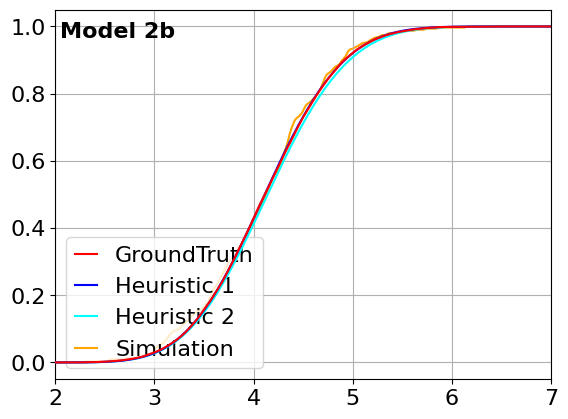 Model 2b
1.0
0.8
0.6
0.4
0.2
0.0
GroundTruth
Heuristic 1
Heuristic 2
Simulation
2 3 4 5 6 7